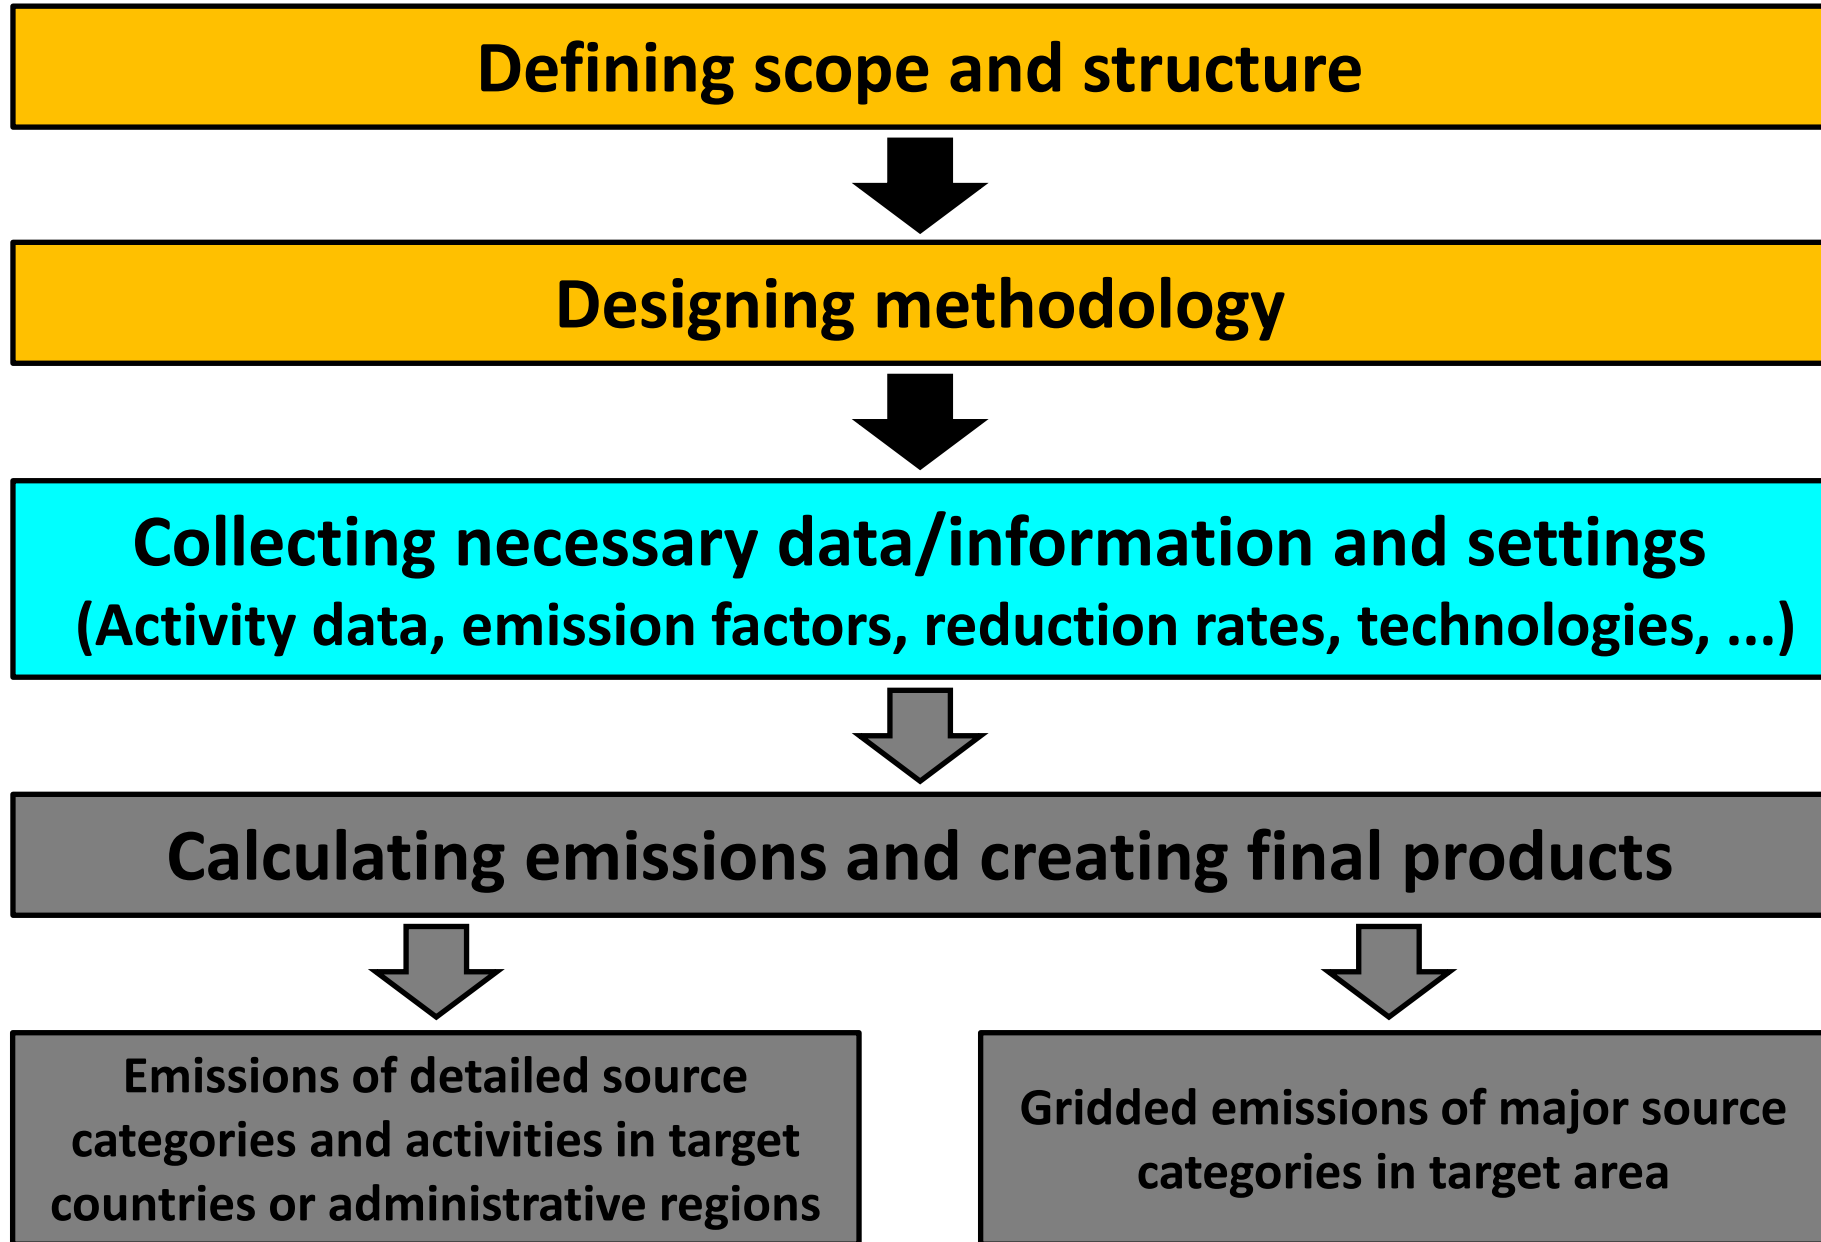 Defining scope and structure
Designing methodology
Collecting necessary data/information and settings
(Activity data, emission factors, reduction rates, technologies, ...)
Calculating emissions and creating final products
Emissions of detailed source
categories and activities in target
countries or administrative regions
Gridded emissions of major source
categories in target area